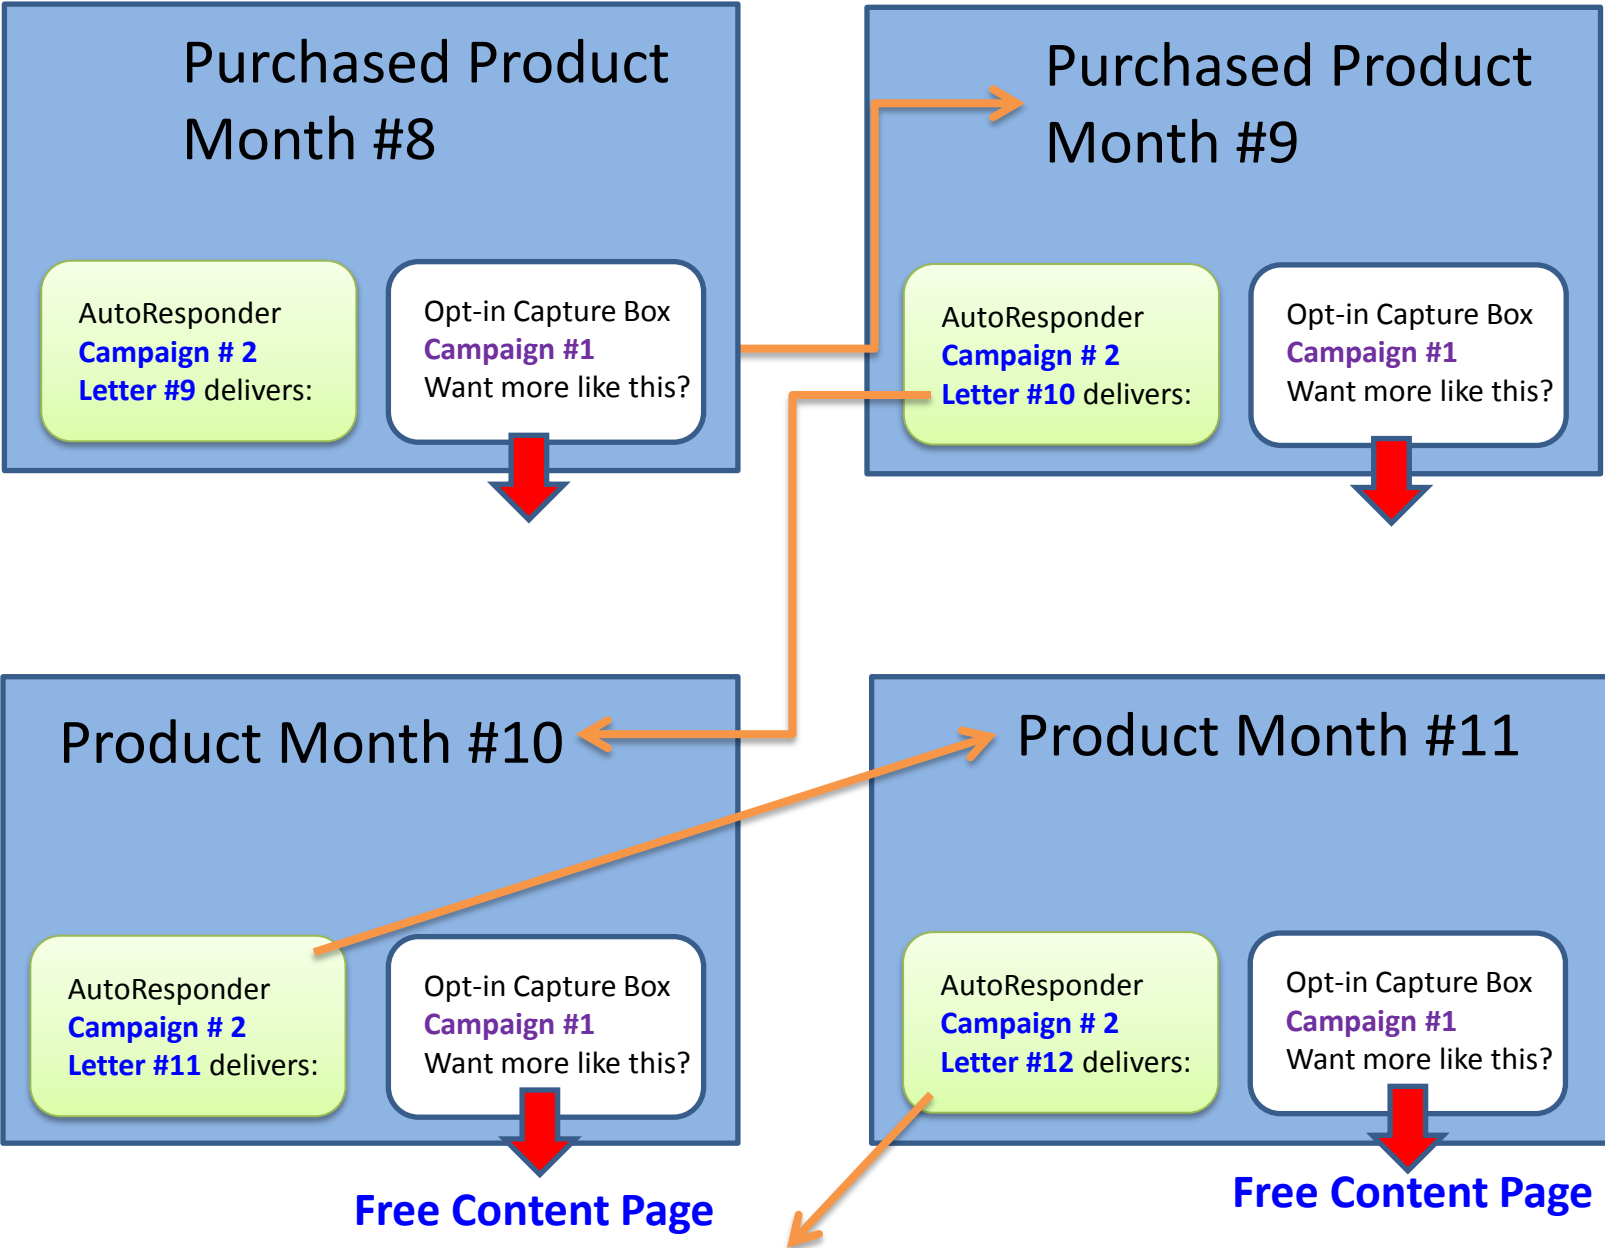 Purchased Product
Month #8
AutoResponder
Campaign # 2
Letter #9 delivers:
Opt-in Capture Box
Campaign #1
Want more like this?
Purchased Product
Month #9
AutoResponder
Campaign # 2
Letter #10 delivers:
Opt-in Capture Box
Campaign #1
Want more like this?
Product Month #10
AutoResponder
Campaign # 2
Letter #11 delivers:
Opt-in Capture Box
Campaign #1
Want more like this?
Free Content Page
Product Month #11
AutoResponder
Campaign # 2
Letter #12 delivers:
Opt-in Capture Box
Campaign #1
Want more like this?
Free Content Page